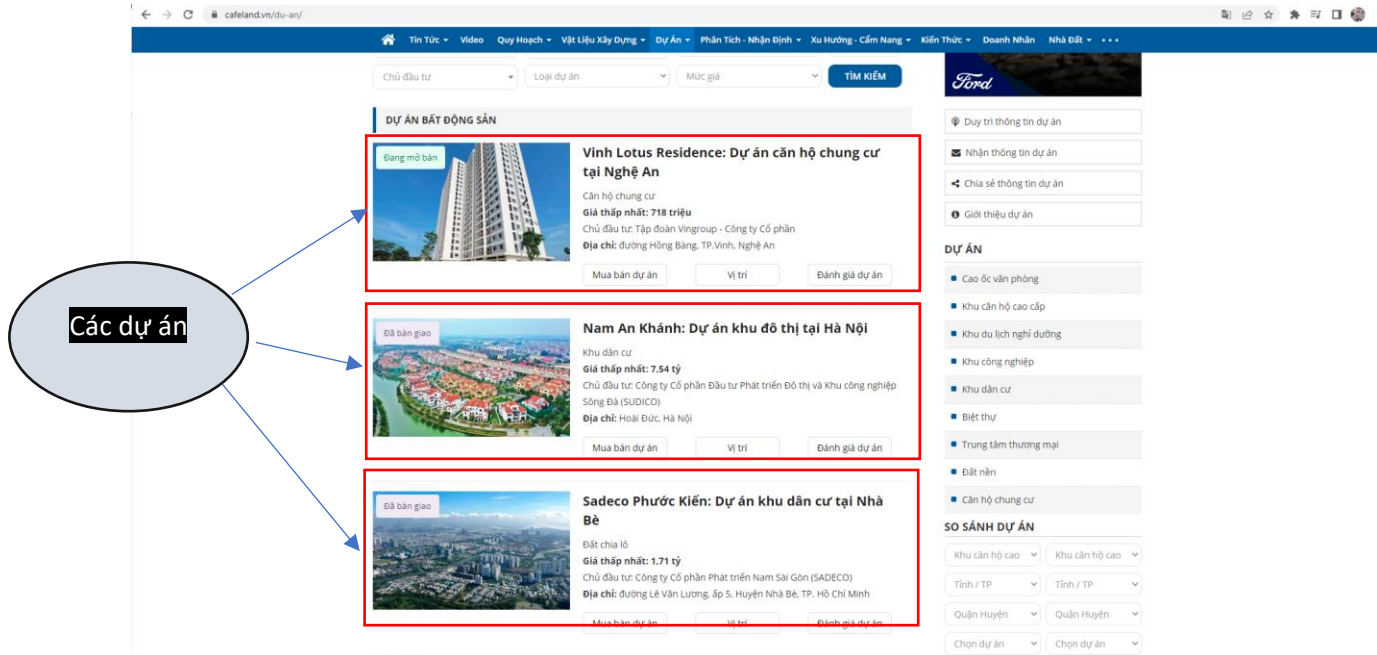 cafeland.vn/du-an/
Tin Tức Video Quy Hoạch Vật Liệu Xây Dựng Dự Án Phân Tích - Nhận Định Xu Hướng - Cẩm Nang Kiến Thức Doanh Nhân Nhà Đất
Chủ đầu tư Loại dự án Mức giá TÌM KIẾM
Ford
DỰ ÁN BẤT ĐỘNG SẢN
Đang mở bán
Vinh Lotus Residence: Dự án căn hộ chung cư
tại Nghệ An
Căn hộ chung cư
Giá thấp nhất: 718 triệu
Chủ đầu tư: Tập đoàn Vingroup - Công ty Cổ phần
Địa chỉ: đường Hồng Bàng, TP.Vinh, Nghệ An
Mua bán dự án Vị trí Đánh giá dự án
Các dự án
Đã bàn giao
Nam An Khánh: Dự án khu đô thị tại Hà Nội
Khu dân cư
Giá thấp nhất: 7,54 tỷ
Chủ đầu tư: Công ty Cổ phần Đầu tư Phát triển Đô thị và Khu công nghiệp
Sông Đà (SUDICO)
Địa chỉ: Hoài Đức, Hà Nội
Mua bán dự án Vị trí Đánh giá dự án
Đã bàn giao
Sadeco Phước Kiển: Dự án khu dân cư tại Nhà
Bè
Đất chia lô
Giá thấp nhất: 1,71 tỷ
Chủ đầu tư: Công ty Cổ phần Phát triển Nam Sài Gòn (SADECO)
Địa chỉ: đường Lê Văn Lương, ấp 5, Huyện Nhà Bè, TP. Hồ Chí Minh
Mua bán dự án Vị trí Đánh giá dự án
Duy trì thông tin dự án
Nhận thông tin dự án
Chia sẻ thông tin dự án
Giới thiệu dự án
DỰ ÁN
Cao ốc văn phòng
Khu căn hộ cao cấp
Khu du lịch nghỉ dưỡng
Khu công nghiệp
Khu dân cư
Biệt thự
Trung tâm thương mại
Đất nền
Căn hộ chung cư
SO SÁNH DỰ ÁN
Khu căn hộ cao Khu căn hộ cao
Tỉnh / TP Tỉnh / TP
Quận Huyện Quận Huyện
Chọn dự án Chọn dự án